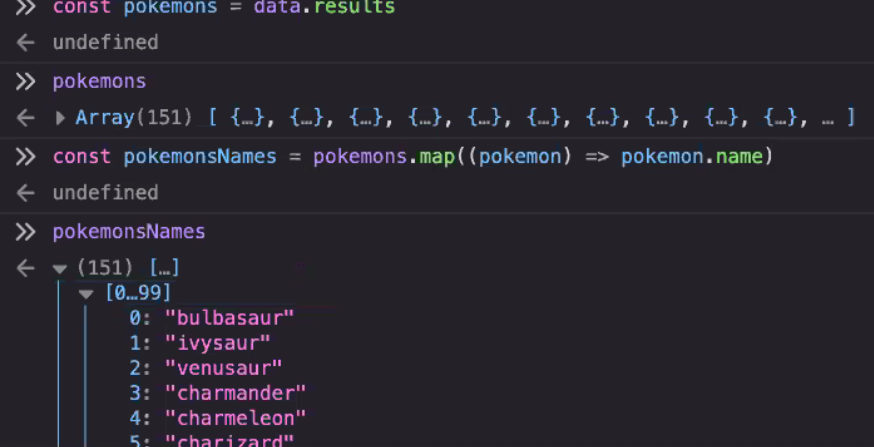 >> const pokemons = data.results
← undefined
>> pokemons
← ▶ Array(151) [ {…}, {…}, {…}, {…}, {…}, {…}, {…}, {…}, {…}, {…}, … ]
>> const pokemonsNames = pokemons.map((pokemon) => pokemon.name)
← undefined
>> pokemonsNames
← ▼ (151) […]
▼ [0…99]
0: "bulbasaur"
1: "ivysaur"
2: "venusaur"
3: "charmander"
4: "charmeleon"
5: "charizard"